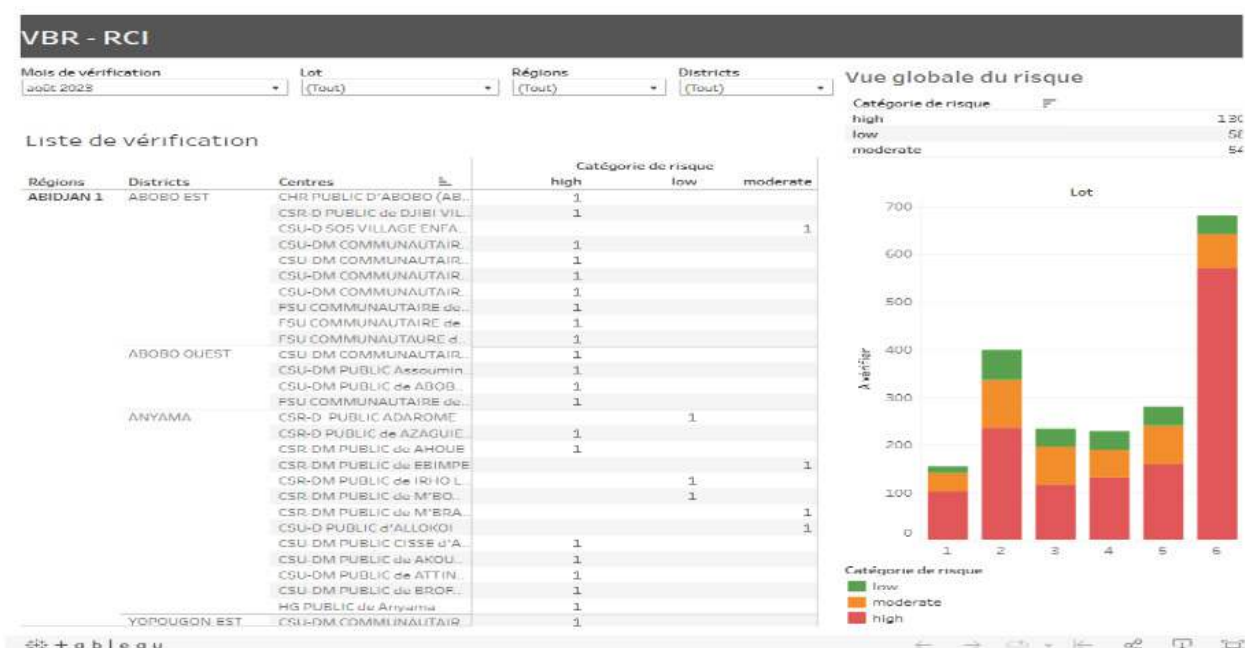 VBR - RCI
Mois de vérification
août 2023
Lot
(Tout)
Régions
(Tout)
Districts
(Tout)
Liste de vérification
Catégorie de risque
Régions Districts Centres high low moderate
ABIDJAN 1 ABOBO EST CHR PUBLIC D'ABOBO (AB.. 1
CSR-D PUBLIC de DJIBI VIL.. 1
CSU-D SOS VILLAGE ENFA.. 1
CSU-DM COMMUNAUTAIR.. 1
CSU-DM COMMUNAUTAIR.. 1
CSU-DM COMMUNAUTAIR.. 1
CSU-DM COMMUNAUTAIR.. 1
FSU COMMUNAUTAIRE de.. 1
FSU COMMUNAUTAIRE de.. 1
FSU COMMUNAUTAURE d.. 1
ABOBO OUEST CSU-DM COMMUNAUTAIR.. 1
CSU-DM PUBLIC Assoumin.. 1
CSU-DM PUBLIC de ABOB.. 1
FSU COMMUNAUTAIRE de.. 1
ANYAMA CSR-D PUBLIC ADAROME 1
CSR-D PUBLIC de AZAGUIE.. 1
CSR-DM PUBLIC de AHOUE 1
CSR-DM PUBLIC de EBIMPE 1
CSR-DM PUBLIC de IRHO L.. 1
CSR-DM PUBLIC de M'BO.. 1
CSR-DM PUBLIC de M'BRA.. 1
CSU-D PUBLIC d'ALLOKOI 1
CSU-DM PUBLIC CISSE d'A.. 1
CSU-DM PUBLIC de AKOU.. 1
CSU-DM PUBLIC de ATTIN.. 1
CSU-DM PUBLIC de BROF.. 1
HG PUBLIC de Anyama 1
YOPOUGON EST CSU-DM COMMUNAUTAIR.. 1
Vue globale du risque
Catégorie de risque
high
low
moderate
Lot
700
600
500
400
300
200
100
0
A vérifier
1 2 3 4 5 6
Catégorie de risque
low
moderate
high
+ableau